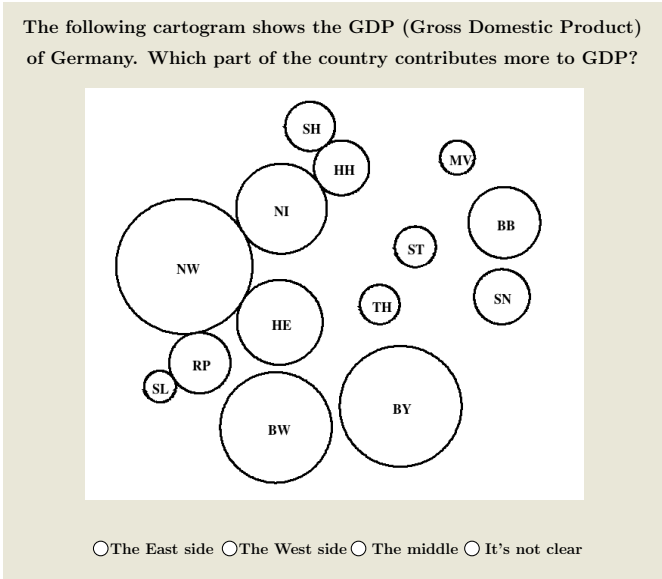 The following cartogram shows the GDP (Gross Domestic Product)
of Germany. Which part of the country contributes more to GDP?
SH
HH
MV
NI
BB
ST
NW
SN
TH
HE
RP
SL
BY
BW
The East side The West side The middle It's not clear